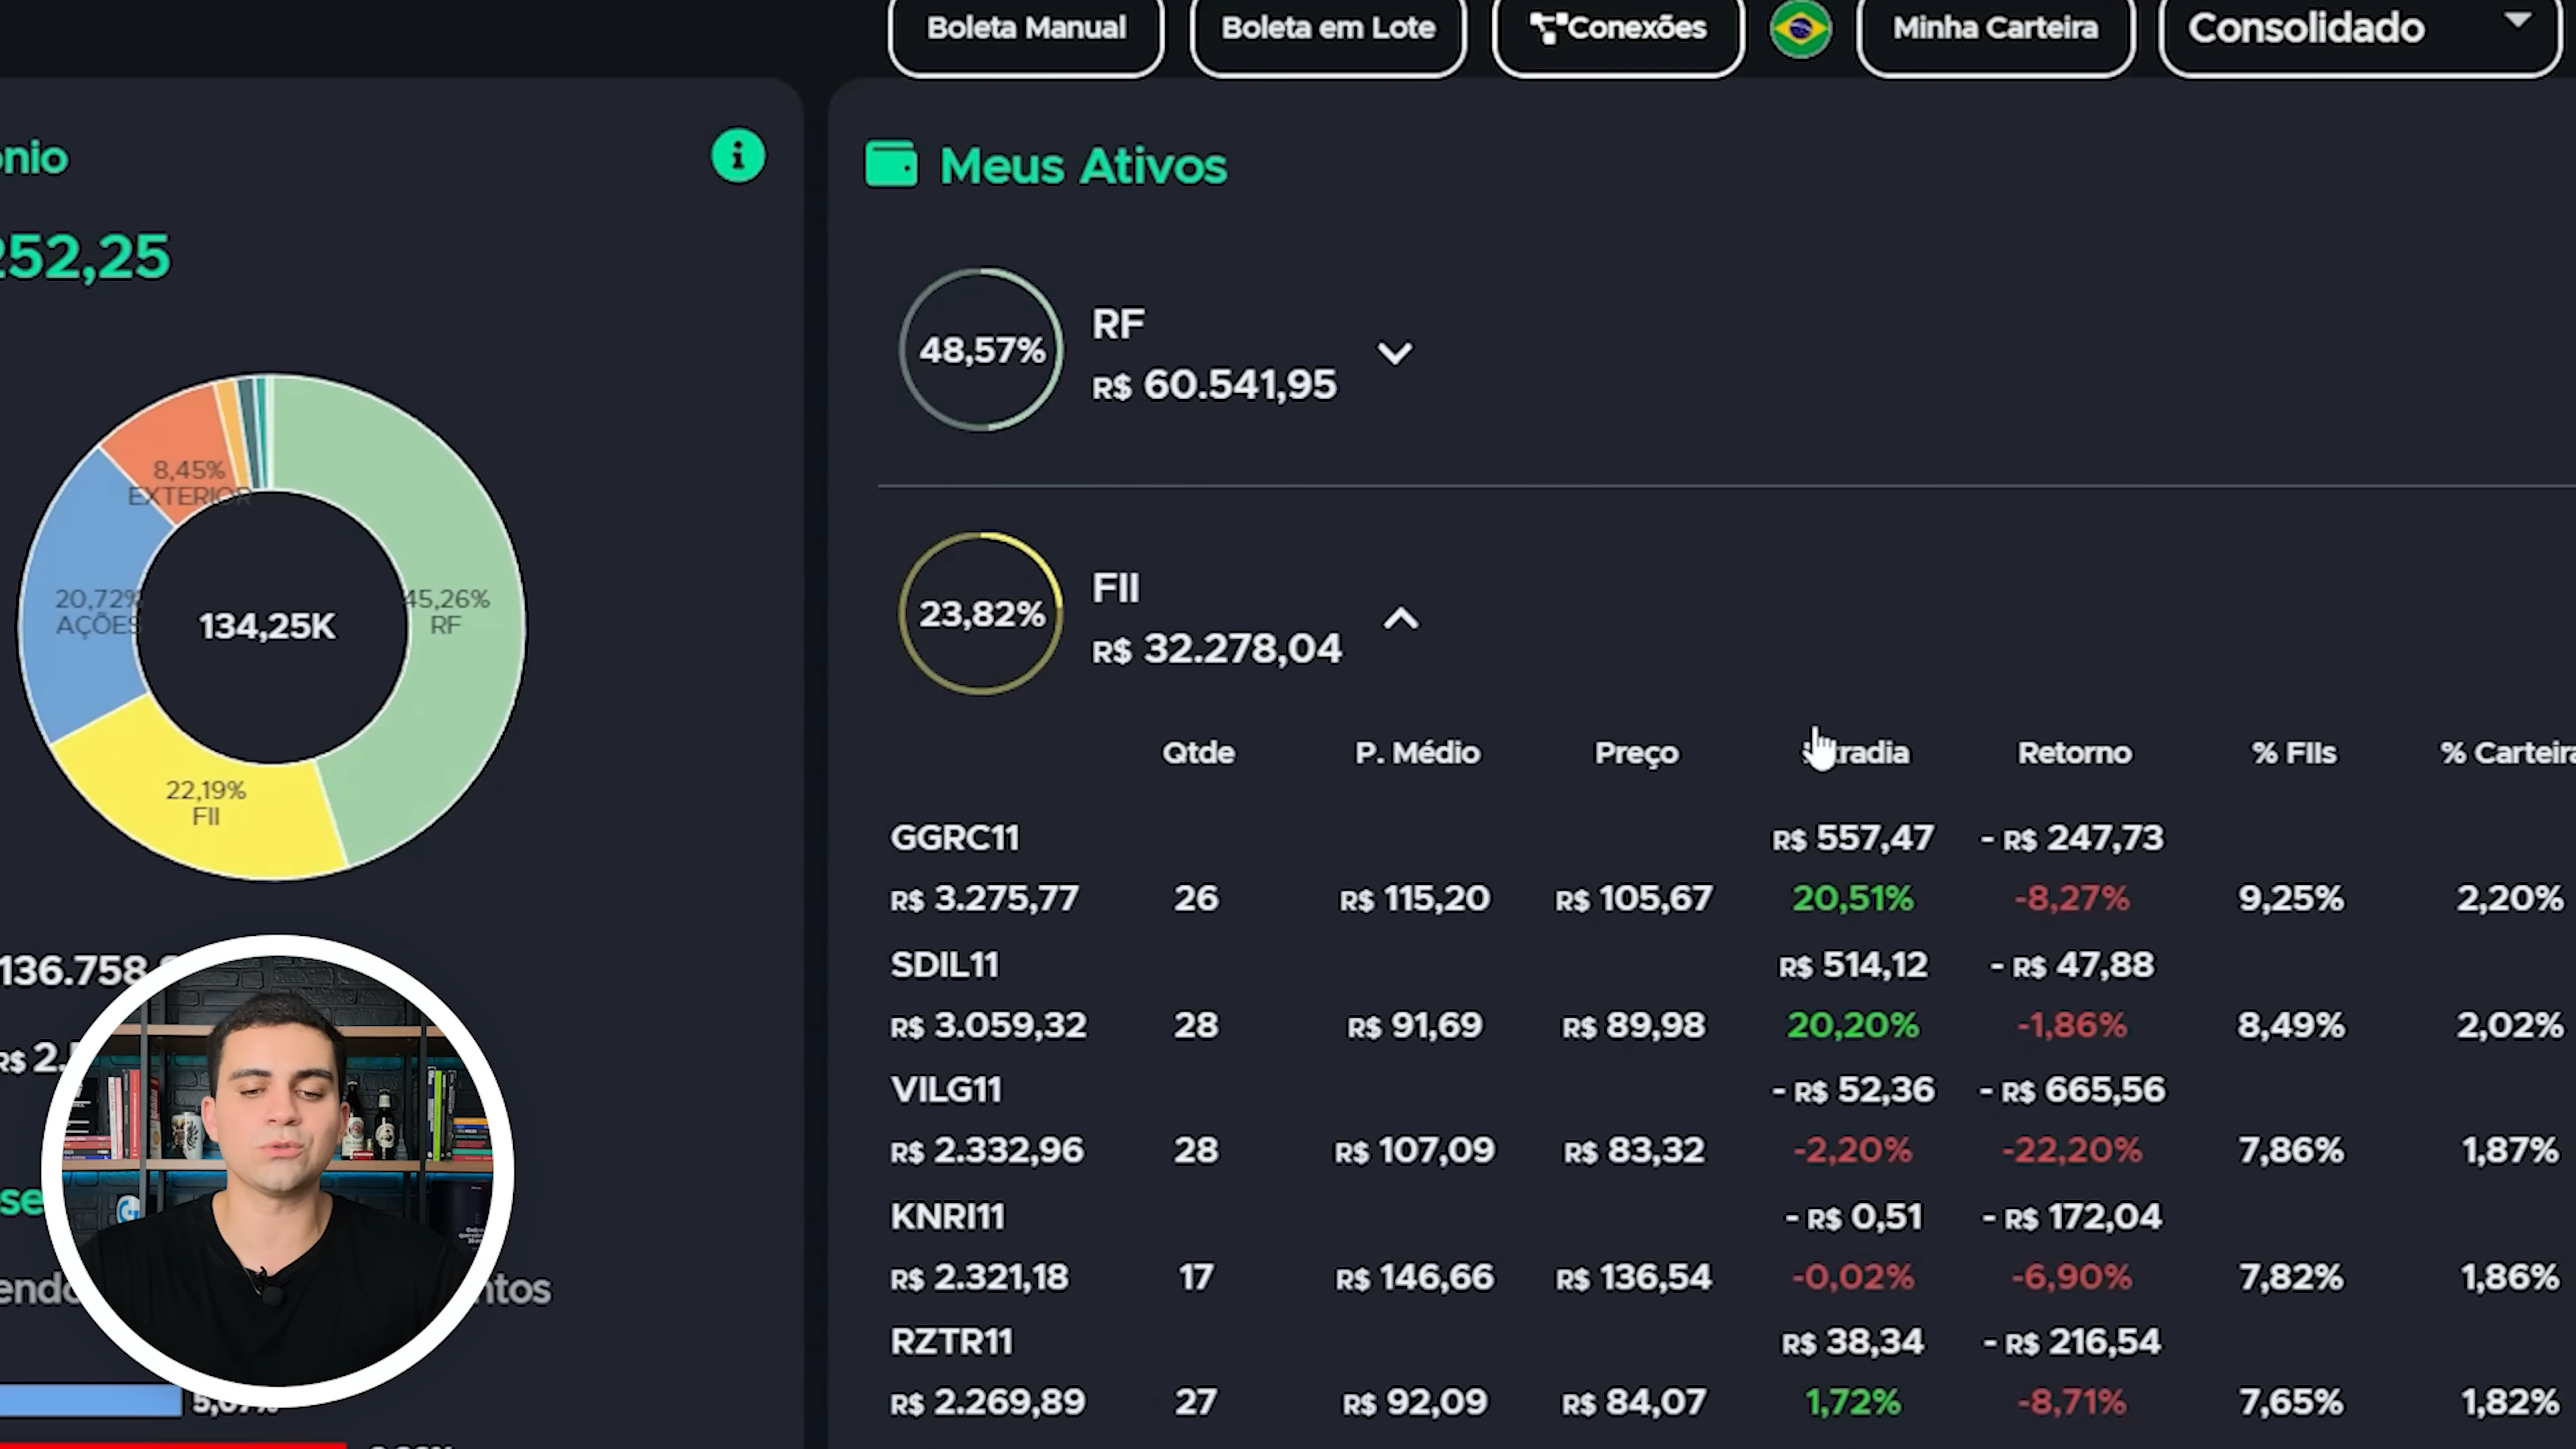 Boleta Manual
Boleta em Lote
Conexões
Minha Carteira
Consolidado
252,25
Meus Ativos
48,57%
RF
R$ 60.541,95
8,45%
EXTERIOR
20,72%
AÇÕES
134,25K
45,26%
RF
22,19%
FII
23,82%
FII
R$ 32.278,04
Qtde P. Médio Preço Retorno % FIIs % Carteira
GGRC11 R$ 557,47 - R$ 247,73
R$ 3.275,77 26 R$ 115,20 R$ 105,67 20,51% -8,27% 9,25% 2,20%
SDIL11 R$ 514,12 - R$ 47,88
R$ 3.059,32 28 R$ 91,69 R$ 89,98 20,20% -1,86% 8,49% 2,02%
VILG11 - R$ 52,36 - R$ 665,56
R$ 2.332,96 28 R$ 107,09 R$ 83,32 -2,20% -22,20% 7,86% 1,87%
KNRI11 - R$ 0,51 - R$ 172,04
R$ 2.321,18 17 R$ 146,66 R$ 136,54 -0,02% -6,90% 7,82% 1,86%
RZTR11 R$ 38,34 - R$ 216,54
R$ 2.269,89 27 R$ 92,09 R$ 84,07 1,72% -8,71% 7,65% 1,82%
136.758
R$ 2.